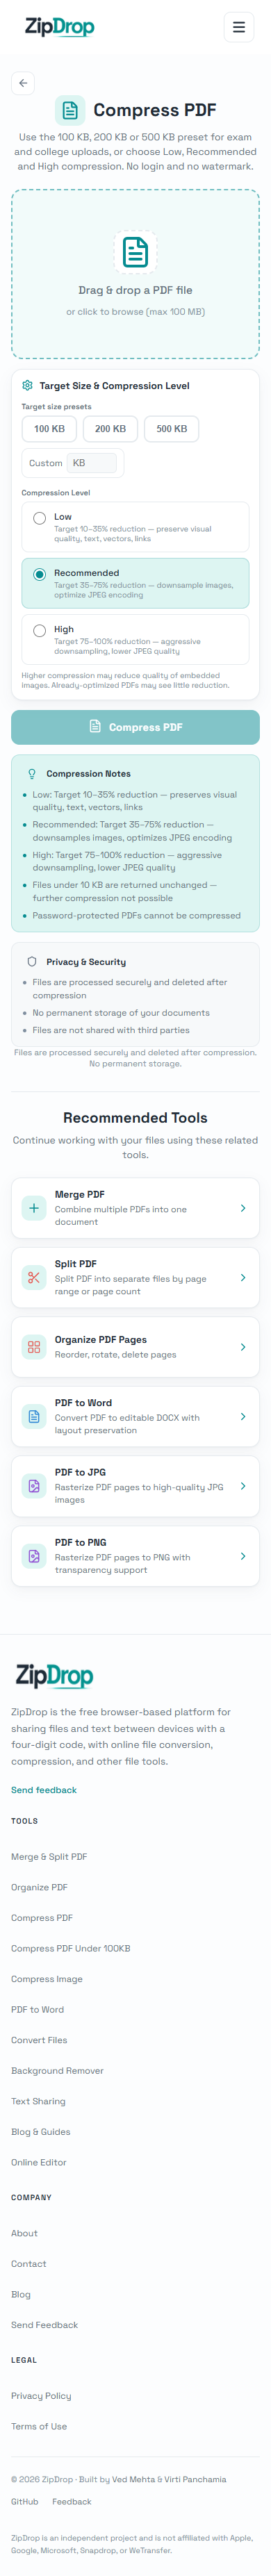 ZipDrop
Compress PDF
Use the 100 KB, 200 KB or 500 KB preset for exam
and college uploads, or choose Low, Recommended
and High compression. No login and no watermark.
Drag & drop a PDF file
or click to browse (max 100 MB)
Target Size & Compression Level
Target size presets
100 KB
200 KB
500 KB
Custom KB
Compression Level
Low
Target 10–35% reduction — preserve visual
quality, text, vectors, links
Recommended
Target 35–75% reduction — downsample images,
optimize JPEG encoding
High
Target 75–100% reduction — aggressive
downsampling, lower JPEG quality
Higher compression may reduce quality of embedded
images. Already-optimized PDFs may see little reduction.
Compress PDF
Compression Notes
Low: Target 10–35% reduction — preserves visual
quality, text, vectors, links
Recommended: Target 35–75% reduction —
downsamples images, optimizes JPEG encoding
High: Target 75–100% reduction — aggressive
downsampling, lower JPEG quality
Files under 10 KB are returned unchanged —
further compression not possible
Password-protected PDFs cannot be compressed
Privacy & Security
Files are processed securely and deleted after
compression
No permanent storage of your documents
Files are not shared with third parties
Files are processed securely and deleted after compression.
No permanent storage.
Recommended Tools
Continue working with your files using these related
tools.
Merge PDF
Combine multiple PDFs into one
document
Split PDF
Split PDF into separate files by page
range or page count
Organize PDF Pages
Reorder, rotate, delete pages
PDF to Word
Convert PDF to editable DOCX with
layout preservation
PDF to JPG
Rasterize PDF pages to high-quality JPG
images
PDF to PNG
Rasterize PDF pages to PNG with
transparency support
ZipDrop
ZipDrop is the free browser-based platform for
sharing files and text between devices with a
four-digit code, with online file conversion,
compression, and other file tools.
Send feedback
TOOLS
Merge & Split PDF
Organize PDF
Compress PDF
Compress PDF Under 100KB
Compress Image
PDF to Word
Convert Files
Background Remover
Text Sharing
Blog & Guides
Online Editor
COMPANY
About
Contact
Blog
Send Feedback
LEGAL
Privacy Policy
Terms of Use
© 2026 ZipDrop · Built by Ved Mehta & Virti Panchamia
GitHub Feedback
ZipDrop is an independent project and is not affiliated with Apple,
Google, Microsoft, Snapdrop, or WeTransfer.